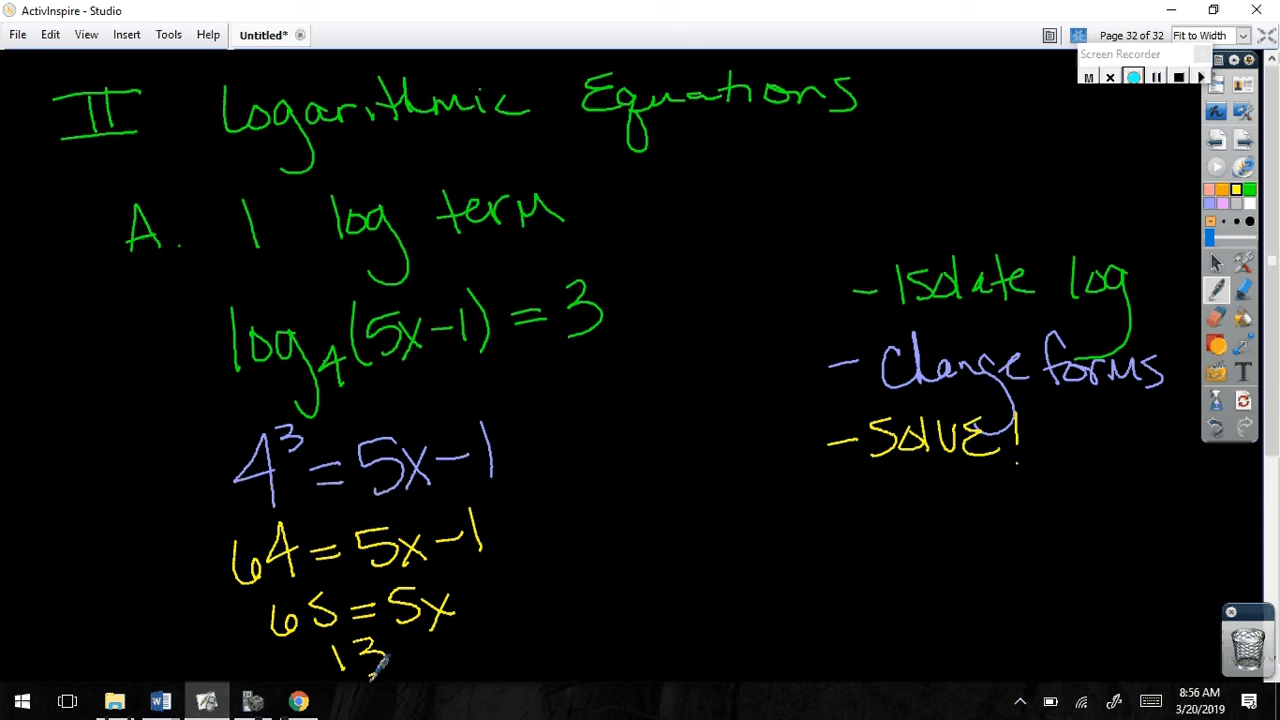 ActivInspire - Studio
File Edit View Insert Tools Help Untitled* Page 32 of 32 Fit to Width
Screen Recorder
M
II Logarithmic Equations
A. 1 log term
log₄(5x-1) = 3
- Isolate log
- Change forms
- Solve!
4³ = 5x-1
64 = 5x-1
65 = 5x
13
T
8:56 AM
3/20/2019